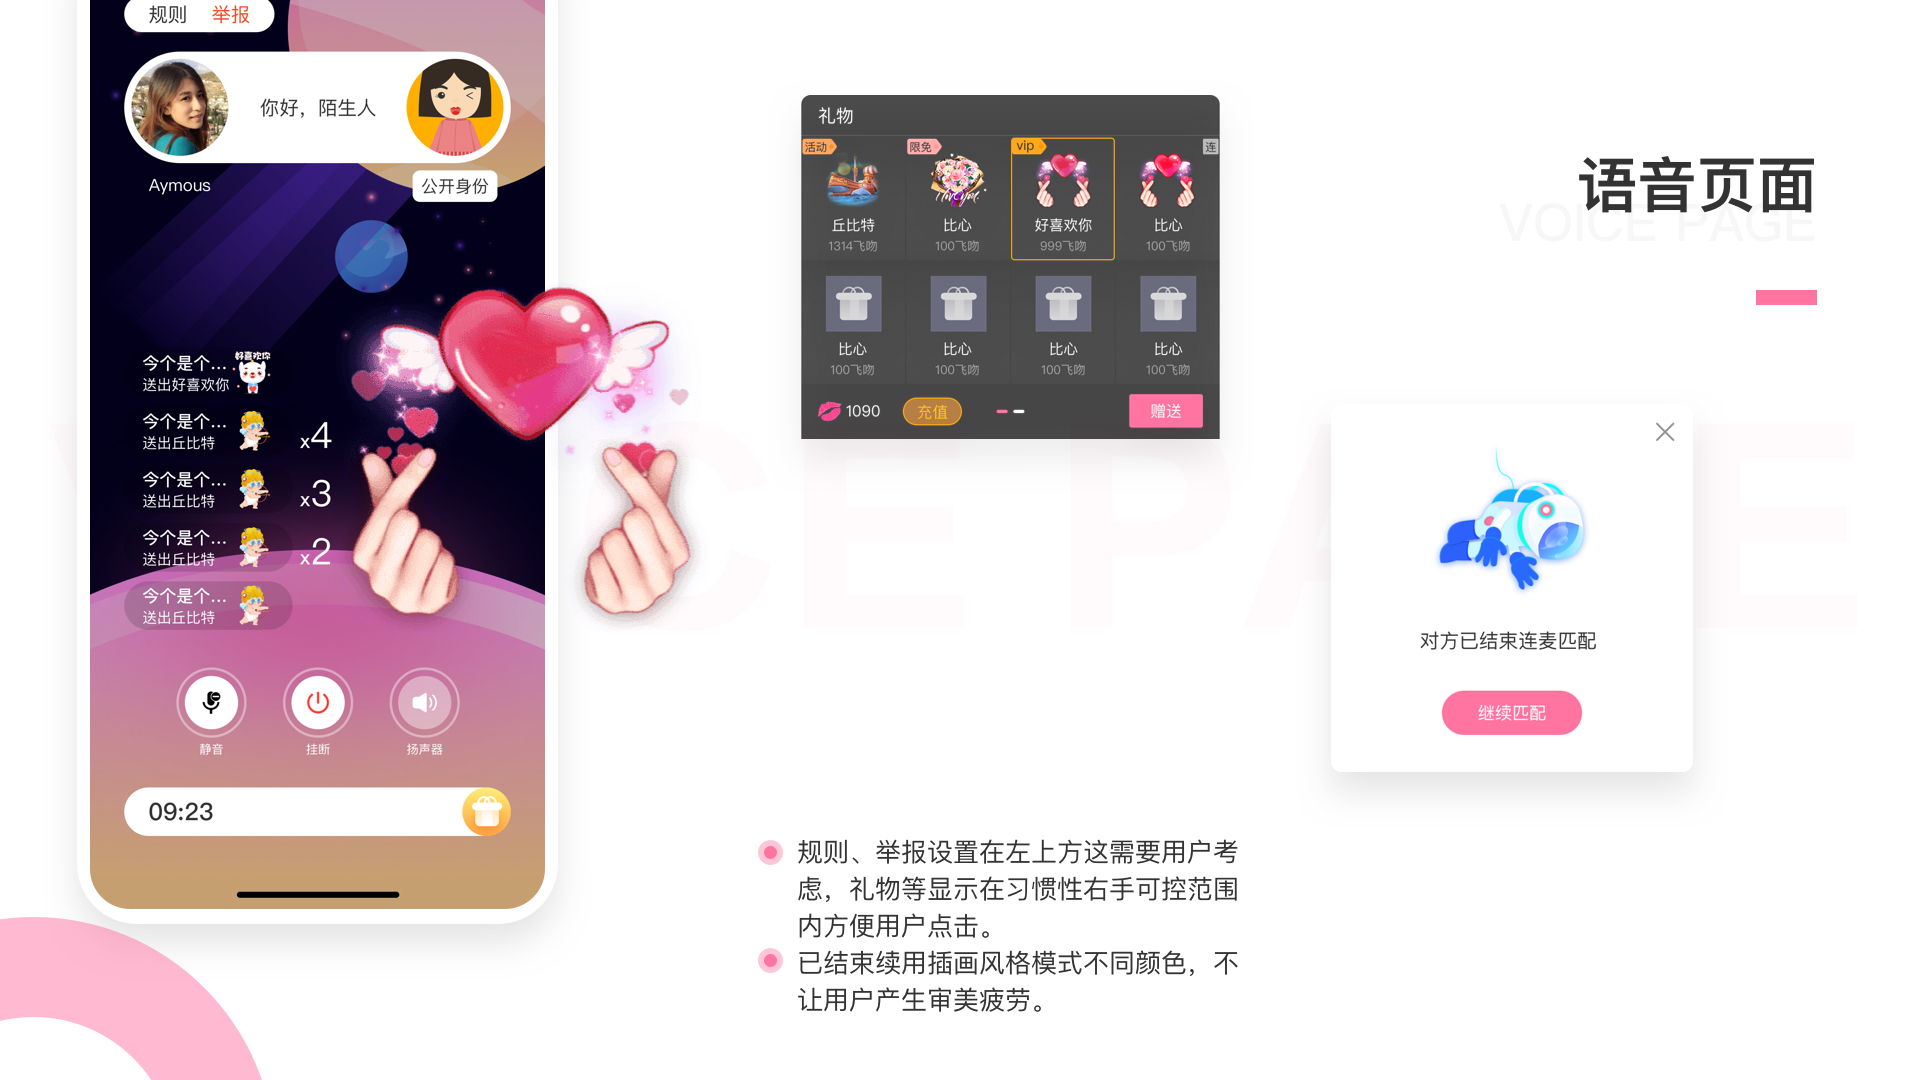 规则 举报
你好，陌生人
Aymous
公开身份
今个是个...
送出好喜欢你
好喜欢你
今个是个...
送出丘比特
x4
今个是个...
送出丘比特
x3
今个是个...
送出丘比特
x2
今个是个...
送出丘比特
静音 挂断 扬声器
09:23
礼物
活动 限免 vip 连
丘比特 比心 好喜欢你 比心
1314飞吻 100飞吻 999飞吻 100飞吻
比心 比心 比心 比心
100飞吻 100飞吻 100飞吻 100飞吻
1090 充值 赠送
语音页面
VOICE PAGE
对方已结束连麦匹配
继续匹配
规则、举报设置在左上方这需要用户考
虑，礼物等显示在习惯性右手可控范围
内方便用户点击。
已结束续用插画风格模式不同颜色，不
让用户产生审美疲劳。
VOICE PAGE